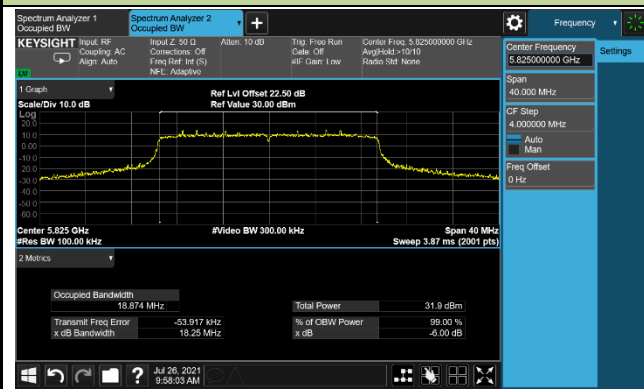 Spectrum Analyzer 1
Occupied BW
Spectrum Analyzer 2
Occupied BW
Frequency
KEYSIGHT
Input: RF
Coupling: AC
Align: Auto
LXI
Input Z: 50 Ω
Corrections: Off
Freq Ref: Int (S)
NFE: Adaptive
Atten: 10 dB
Trig: Free Run
Gate: Off
#IF Gain: Low
Center Freq: 5.825000000 GHz
Avg|Hold:>10/10
Radio Std: None
Center Frequency
5.825000000 GHz
Settings
Span
40.000 MHz
CF Step
4.000000 MHz
Auto
Man
Freq Offset
0 Hz
1 Graph
Scale/Div 10.0 dB
Ref Lvl Offset 22.50 dB
Ref Value 30.00 dBm
Log
20.0
10.0
0.00
-10.0
-20.0
-30.0
-40.0
-50.0
-60.0
Center 5.825 GHz
#Video BW 300.00 kHz
Span 40 MHz
#Res BW 100.00 kHz
Sweep 3.87 ms (2001 pts)
2 Metrics
Occupied Bandwidth
18.874 MHz
Total Power
31.9 dBm
Transmit Freq Error
-53.917 kHz
% of OBW Power
99.00 %
x dB Bandwidth
18.25 MHz
x dB
-6.00 dB
?
Jul 26, 2021
9:58:03 AM